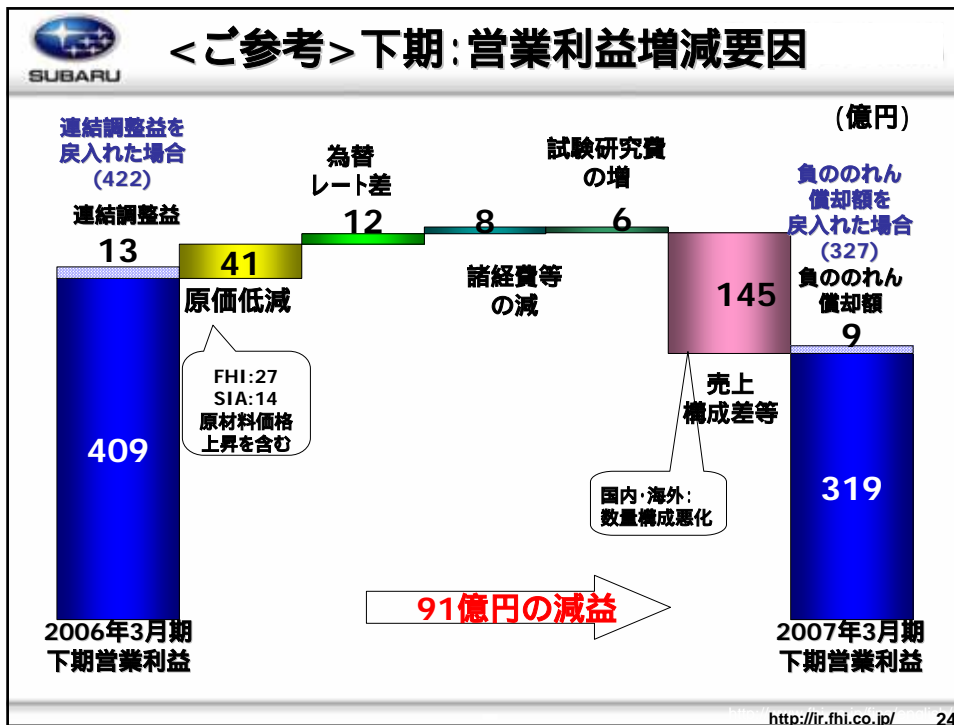 SUBARU
<ご参考>下期:営業利益増減要因
(億円)
連結調整益を
戻入れた場合
(422)
連結調整益
13
409
2006年3月期
下期営業利益
41
原価低減
FHI:27
SIA:14
原材料価格
上昇を含む
為替
レート差
12
8
諸経費等
の減
試験研究費
の増
6
145
売上
構成差等
国内・海外:
数量構成悪化
負ののれん
償却額を
戻入れた場合
(327)
負ののれん
償却額
9
319
2007年3月期
下期営業利益
91億円の減益
http://ir.fhi.co.jp/
24